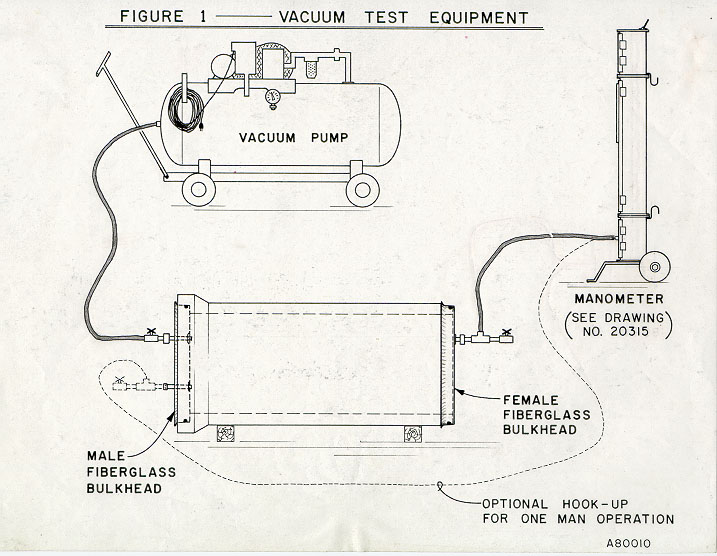 FIGURE 1 —— VACUUM TEST EQUIPMENT
VACUUM PUMP
MANOMETER
(SEE DRAWING
NO. 20315)
FEMALE
FIBERGLASS
BULKHEAD
MALE
FIBERGLASS
BULKHEAD
OPTIONAL HOOK-UP
FOR ONE MAN OPERATION
A80010